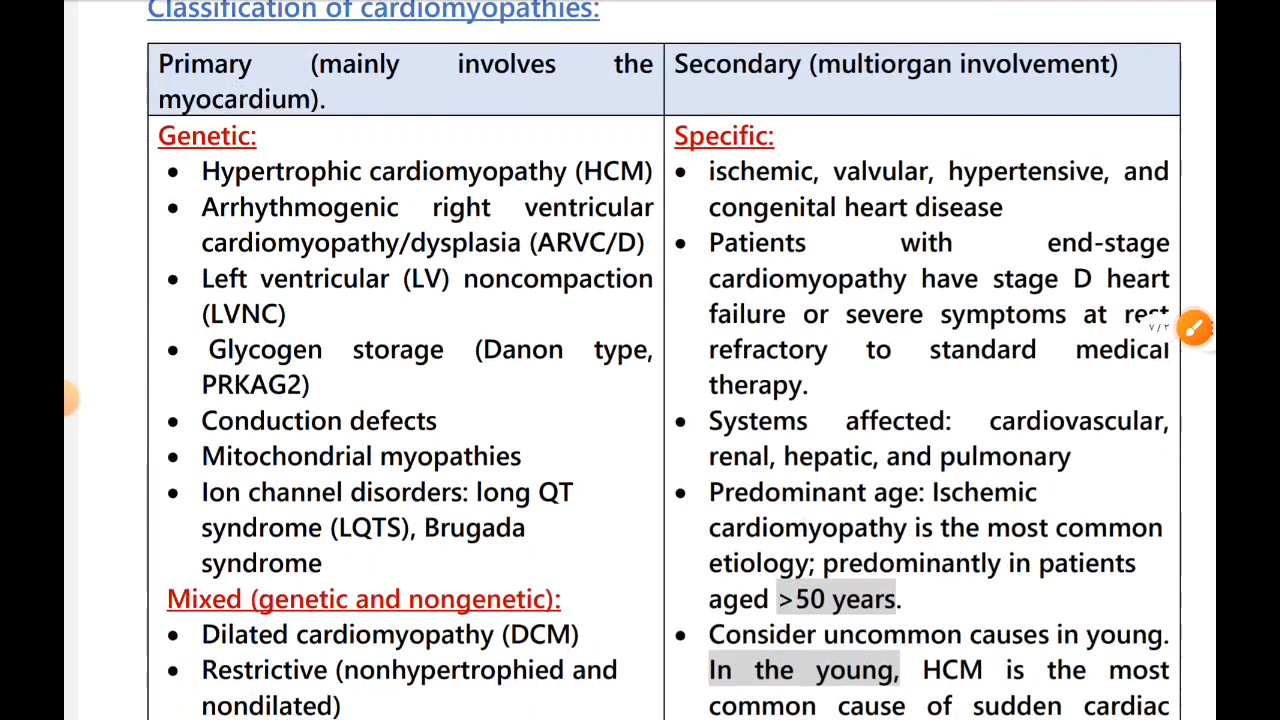 Classification of cardiomyopathies:
Primary (mainly involves the
myocardium).
Genetic:
• Hypertrophic cardiomyopathy (HCM)
• Arrhythmogenic right ventricular
cardiomyopathy/dysplasia (ARVC/D)
• Left ventricular (LV) noncompaction
(LVNC)
• Glycogen storage (Danon type,
PRKAG2)
• Conduction defects
• Mitochondrial myopathies
• Ion channel disorders: long QT
syndrome (LQTS), Brugada
syndrome
Mixed (genetic and nongenetic):
• Dilated cardiomyopathy (DCM)
• Restrictive (nonhypertrophied and
nondilated)
Secondary (multiorgan involvement)
Specific:
• ischemic, valvular, hypertensive, and
congenital heart disease
• Patients with end-stage
cardiomyopathy have stage D heart
failure or severe symptoms at rest
refractory to standard medical
therapy.
• Systems affected: cardiovascular,
renal, hepatic, and pulmonary
• Predominant age: Ischemic
cardiomyopathy is the most common
etiology; predominantly in patients
aged >50 years.
• Consider uncommon causes in young.
In the young, HCM is the most
common cause of sudden cardiac
٧/٣